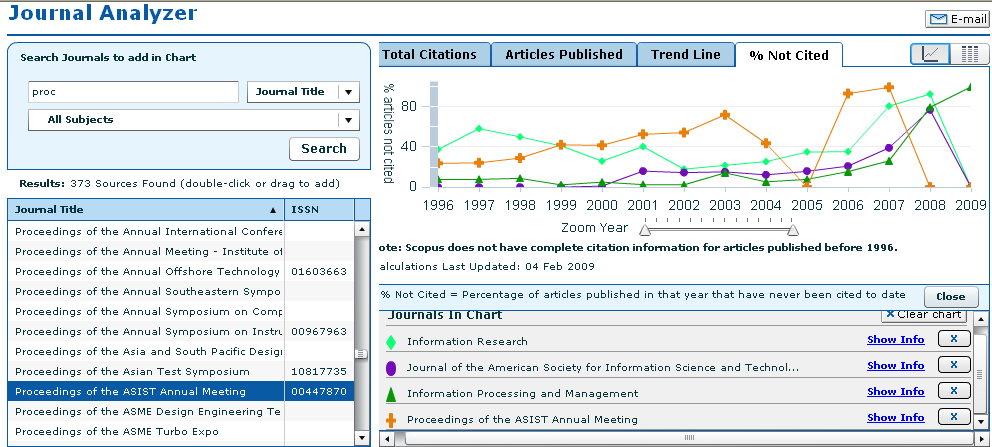 Journal Analyzer
E-mail
Search Journals to add in Chart
proc
Journal Title
All Subjects
Search
Results: 373 Sources Found (double-click or drag to add)
Journal Title ISSN
Proceedings of the Annual International Confere
Proceedings of the Annual Meeting - Institute of
Proceedings of the Annual Offshore Technology 01603663
Proceedings of the Annual Southeastern Sympo
Proceedings of the Annual Symposium on Comp
Proceedings of the Annual Symposium on Instru 00967963
Proceedings of the Asia and South Pacific Design
Proceedings of the Asian Test Symposium 10817735
Proceedings of the ASIST Annual Meeting 00447870
Proceedings of the ASME Design Engineering Te
Proceedings of the ASME Turbo Expo
Total Citations
Articles Published
Trend Line
% Not Cited
% articles not cited
80
40
0
1996 1997 1998 1999 2000 2001 2002 2003 2004 2005 2006 2007 2008 2009
Zoom Year
ote: Scopus does not have complete citation information for articles published before 1996.
alculations Last Updated: 04 Feb 2009
% Not Cited = Percentage of articles published in that year that have never been cited to date
Close
Journals In Chart
x Clear chart
Information Research Show Info x
Journal of the American Society for Information Science and Technol... Show Info x
Information Processing and Management Show Info x
Proceedings of the ASIST Annual Meeting Show Info x